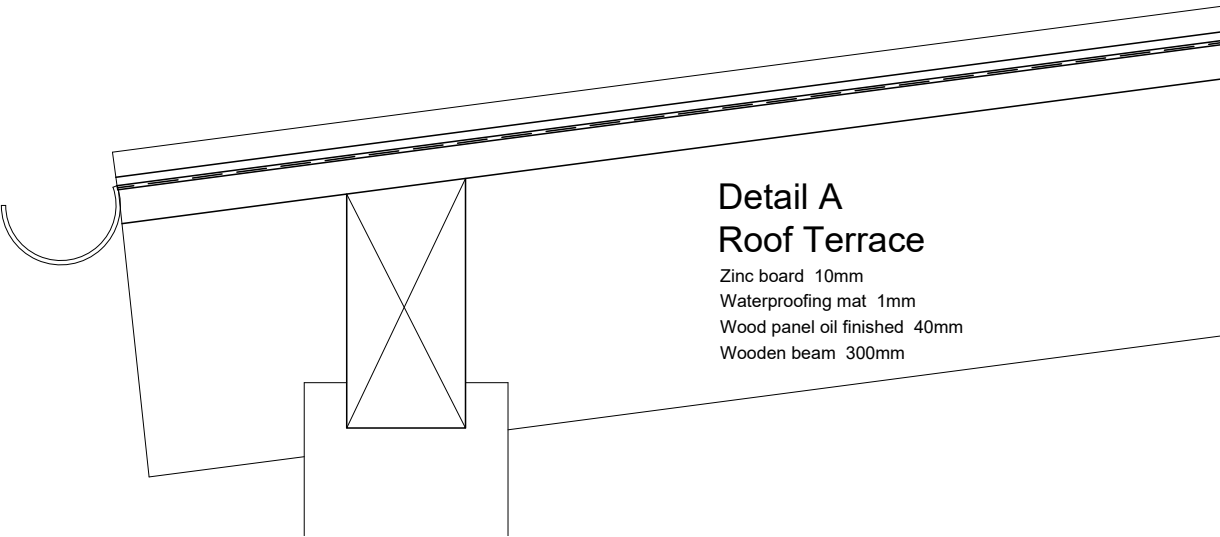 Detail A
Roof Terrace
Zinc board 10mm
Waterproofing mat 1mm
Wood panel oil finished 40mm
Wooden beam 300mm